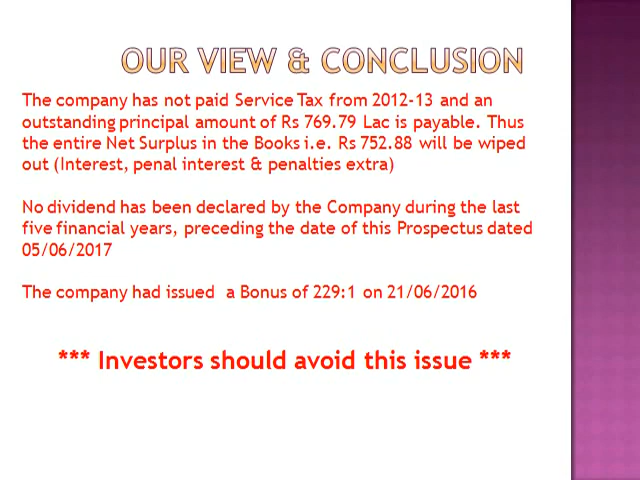 OUR VIEW & CONCLUSION
The company has not paid Service Tax from 2012-13 and an
outstanding principal amount of Rs 769.79 Lac is payable. Thus
the entire Net Surplus in the Books i.e. Rs 752.88 will be wiped
out (Interest, penal interest & penalties extra)
No dividend has been declared by the Company during the last
five financial years, preceding the date of this Prospectus dated
05/06/2017
The company had issued  a Bonus of 229:1 on 21/06/2016
*** Investors should avoid this issue ***